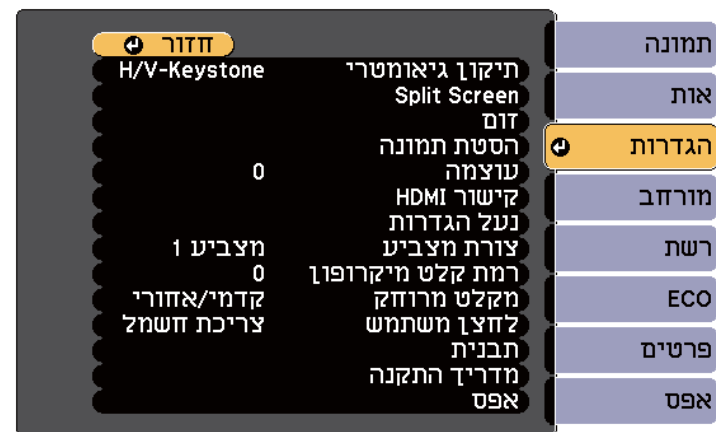 תמונה
אות
הגדרות
מורחב
רשת
ECO
פרטים
אפס
חזור
תיקון גיאומטרי H/V-Keystone
Split Screen
זום
הסטת תמונה
עוצמה 0
קישור HDMI
נעל הגדרות
צורת מצביע מצביע 1
רמת קלט מיקרופון 0
מקלט מרוחק קדמי/אחורי
לחצן משתמש צריכת חשמל
תבנית
מדריך התקנה
אפס